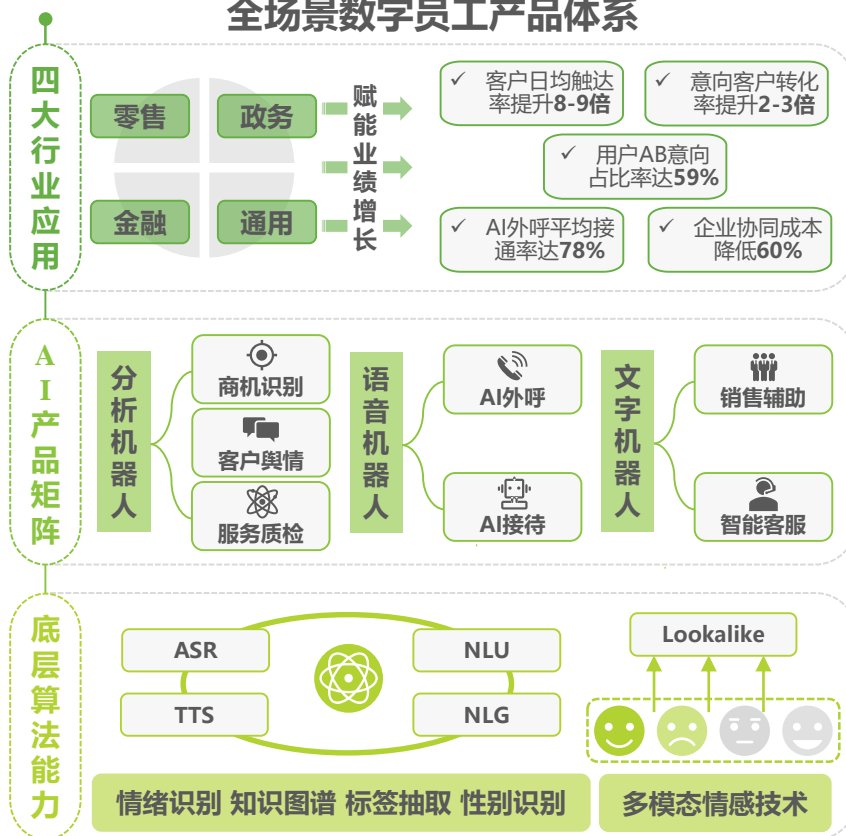 全场景数字员工产品体系
四大行业应用
零售
政务
金融
通用
赋能业绩增长
✓ 客户日均触达
率提升8-9倍
✓ 意向客户转化
率提升2-3倍
✓ 用户AB意向
占比率达59%
✓ AI外呼平均接
通率达78%
✓ 企业协同成本
降低60%
AI产品矩阵
分析机器人
商机识别
客户舆情
服务质检
语音机器人
AI外呼
AI接待
文字机器人
销售辅助
智能客服
底层算法能力
ASR
NLU
TTS
NLG
Lookalike
情绪识别 知识图谱 标签抽取 性别识别
多模态情感技术